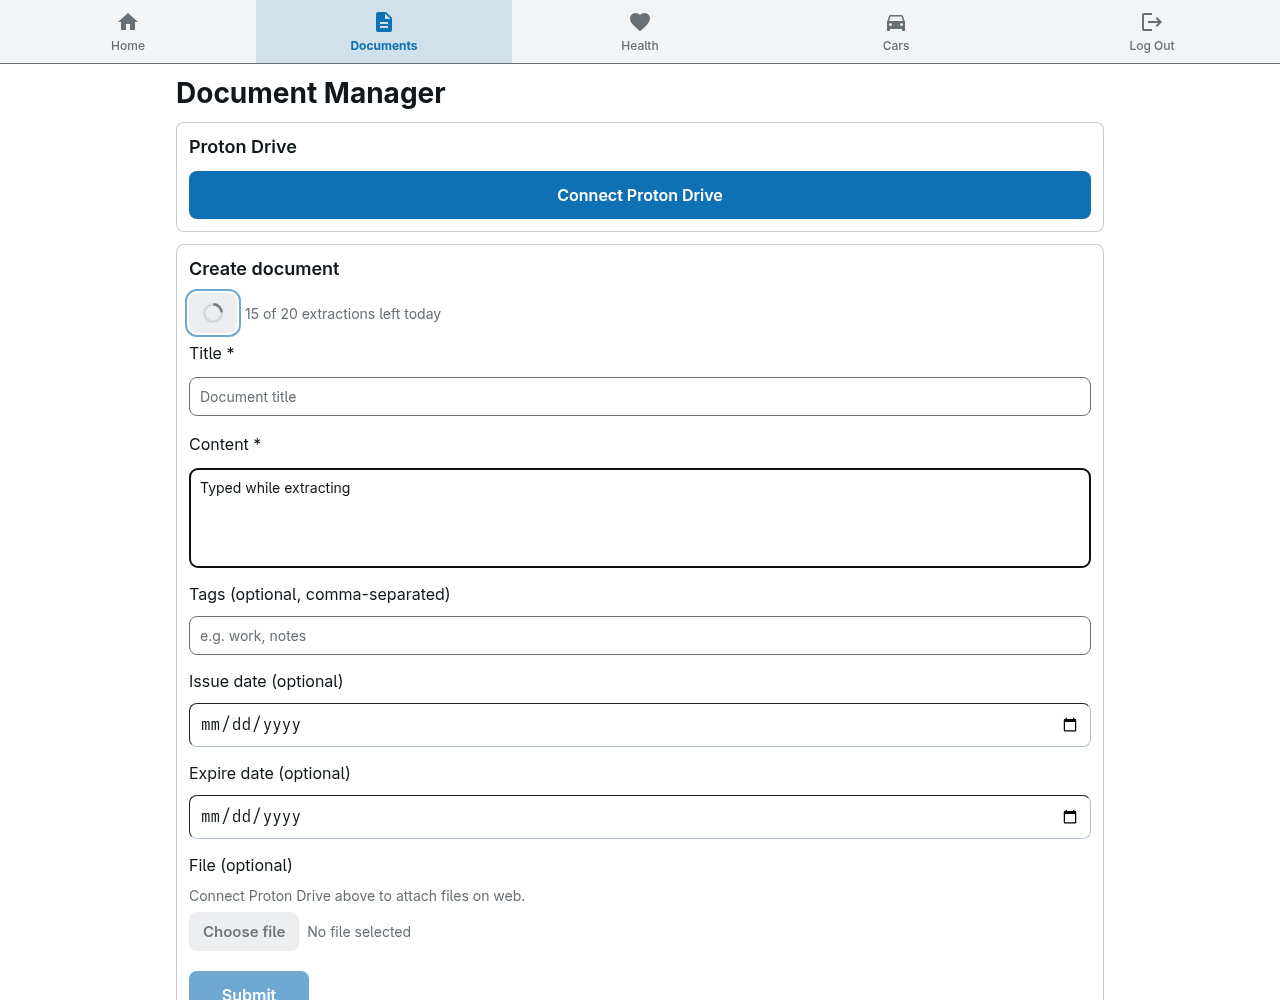 Home
Documents
Health
Cars
Log Out
Document Manager
Proton Drive
Connect Proton Drive
Create document
15 of 20 extractions left today
Title *
Document title
Content *
Typed while extracting
Tags (optional, comma-separated)
e.g. work, notes
Issue date (optional)
mm/dd/yyyy
Expire date (optional)
mm/dd/yyyy
File (optional)
Connect Proton Drive above to attach files on web.
Choose file No file selected
Submit